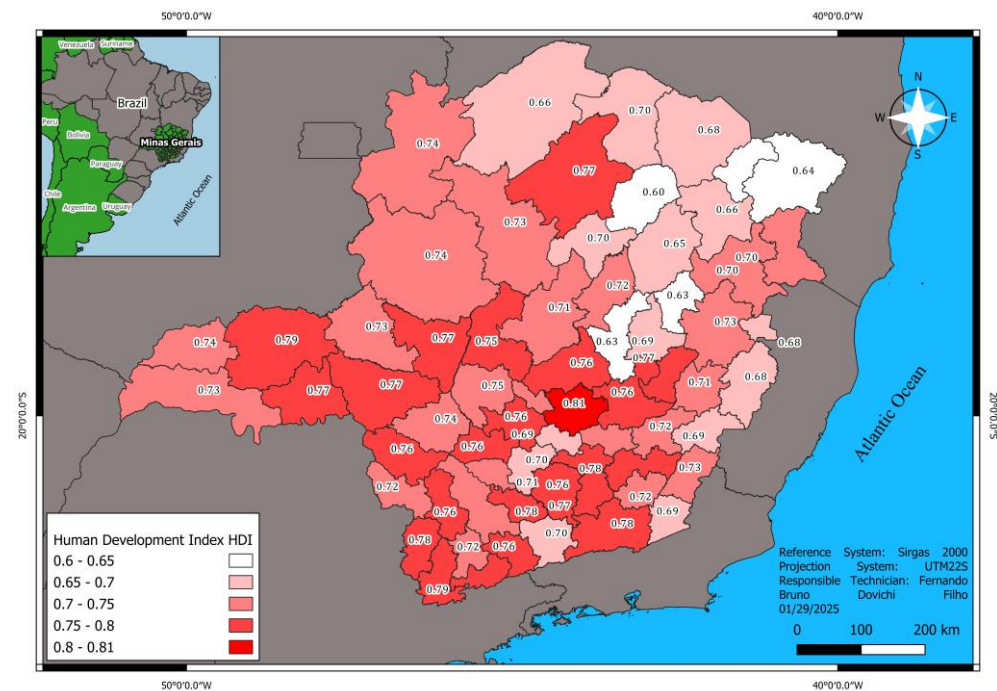 50°0'0.0"W 40°0'0.0"W
Venezuela Suriname
Brazil
Peru
Bolivia
Minas Gerais
Paraguay
Chile
Argentina Uruguay
Atlantic Ocean
N
W E
S
0.66
0.70
0.68
0.74
0.77
0.64
0.60
0.66
0.73
0.70
0.65
0.74
0.70
0.70
0.72
0.71
0.63
0.73
0.74
0.79
0.73
0.77
0.75
0.63
0.69
0.68
0.77
0.76
0.73
0.77
0.77
0.75
0.76
0.71
0.68
0.81
0.74
0.76
0.72
0.69
0.69
0.76
0.76
0.70
0.78
0.73
0.72
0.71
0.76
0.72
0.76
0.78
0.77
0.69
0.78
0.78
0.72
0.76
0.70
0.79
20°0'0.0"S
20°0'0.0"S
Atlantic Ocean
Human Development Index HDI
0.6 - 0.65
0.65 - 0.7
0.7 - 0.75
0.75 - 0.8
0.8 - 0.81
Reference System: Sirgas 2000
Projection System: UTM22S
Responsible Technician: Fernando
Bruno Dovichi Filho
01/29/2025
0 100 200 km
50°0'0.0"W 40°0'0.0"W